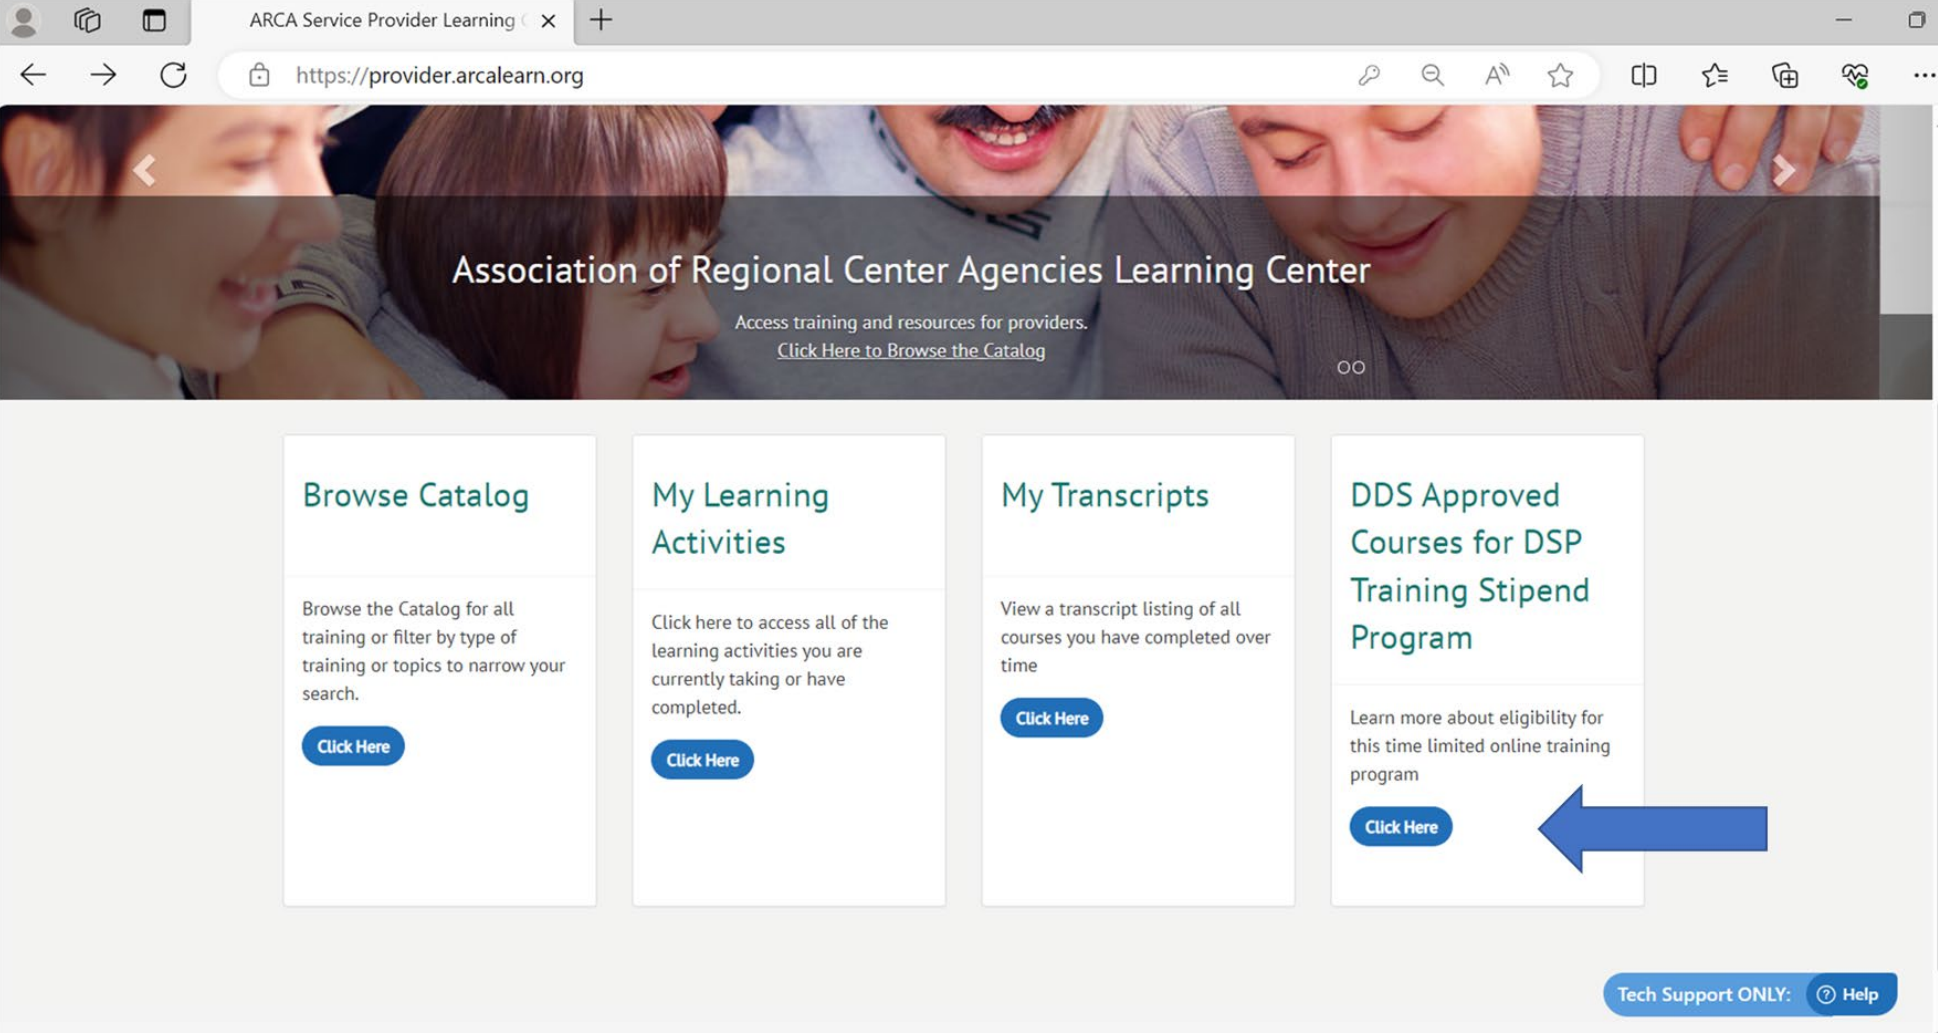 ARCA Service Provider Learning
https://provider.arcalearn.org
Association of Regional Center Agencies Learning Center
Access training and resources for providers.
Click Here to Browse the Catalog
Browse Catalog
Browse the Catalog for all
training or filter by type of
training or topics to narrow your
search.
Click Here
My Learning
Activities
Click here to access all of the
learning activities you are
currently taking or have
completed.
Click Here
My Transcripts
View a transcript listing of all
courses you have completed over
time
Click Here
DDS Approved
Courses for DSP
Training Stipend
Program
Learn more about eligibility for
this time limited online training
program
Click Here
Tech Support ONLY: Help